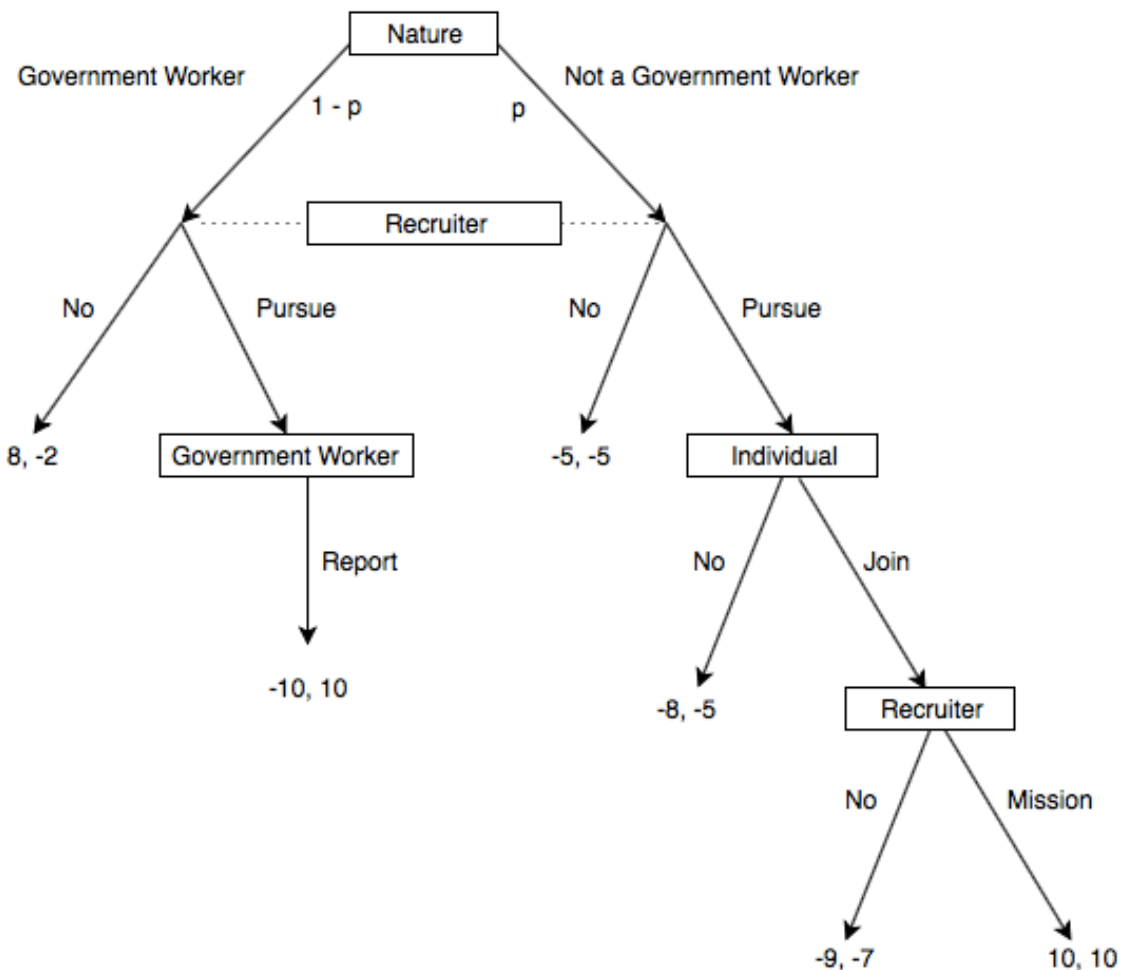 Nature
Government Worker
Not a Government Worker
1 - p
p
Recruiter
No
Pursue
No
Pursue
8, -2
Government Worker
-5, -5
Individual
Report
No
Join
-10, 10
-8, -5
Recruiter
No
Mission
-9, -7
10, 10